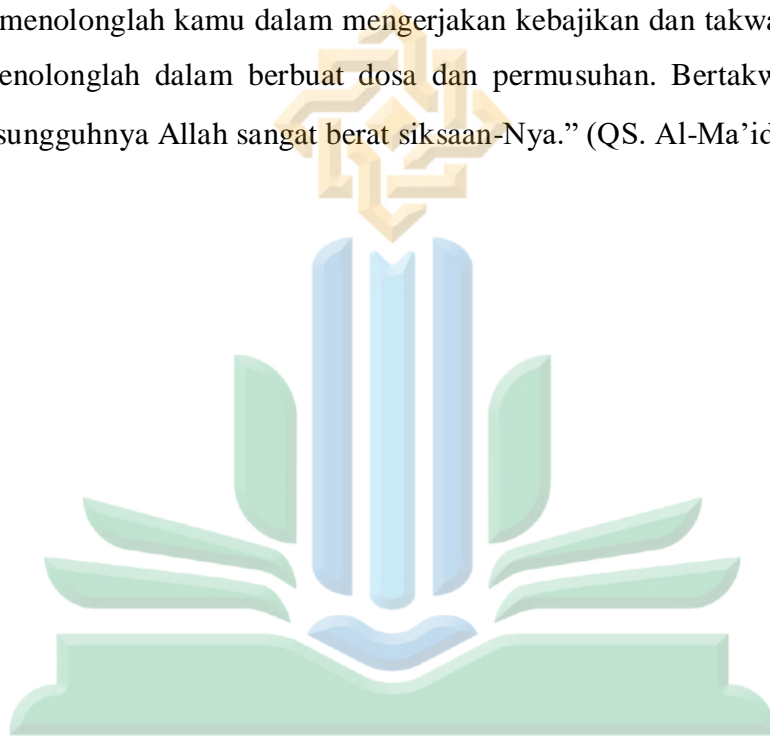 menolonglah kamu dalam mengerjakan kebajikan dan takwa
enolonglah dalam berbuat dosa dan permusuhan. Bertakw
sungguhnya Allah sangat berat siksaan-Nya.” (QS. Al-Ma’id